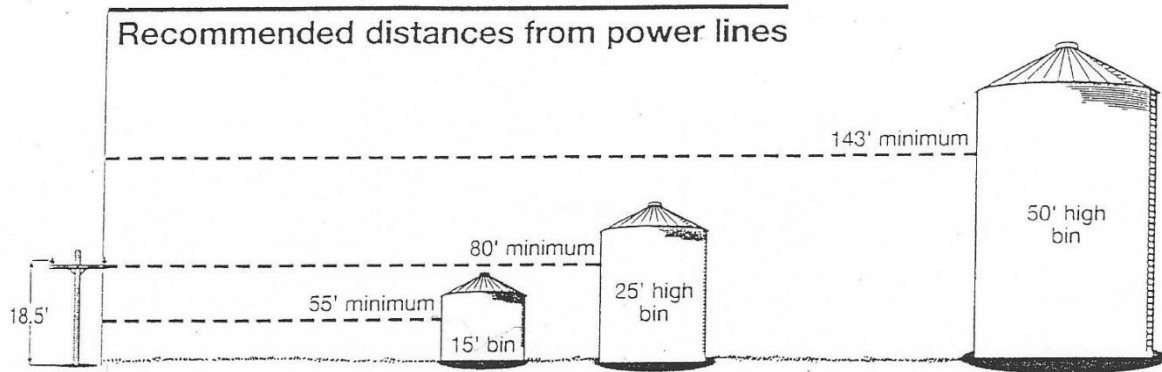 Recommended distances from power lines
143' minimum
50' high
bin
80' minimum
25' high
bin
55' minimum
15' bin
18.5'